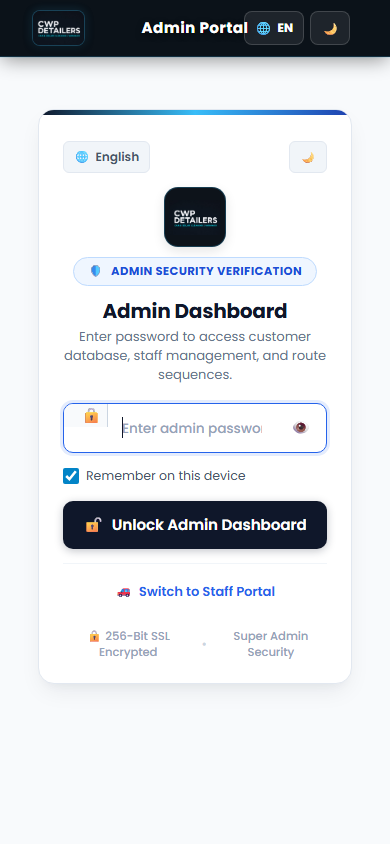 CWP
DETAILERS
Admin Portal
EN
English
CWP
DETAILERS
ADMIN SECURITY VERIFICATION
Admin Dashboard
Enter password to access customer
database, staff management, and route
sequences.
Enter admin passwo
Remember on this device
Unlock Admin Dashboard
Switch to Staff Portal
256-Bit SSL
Encrypted
•
Super Admin
Security